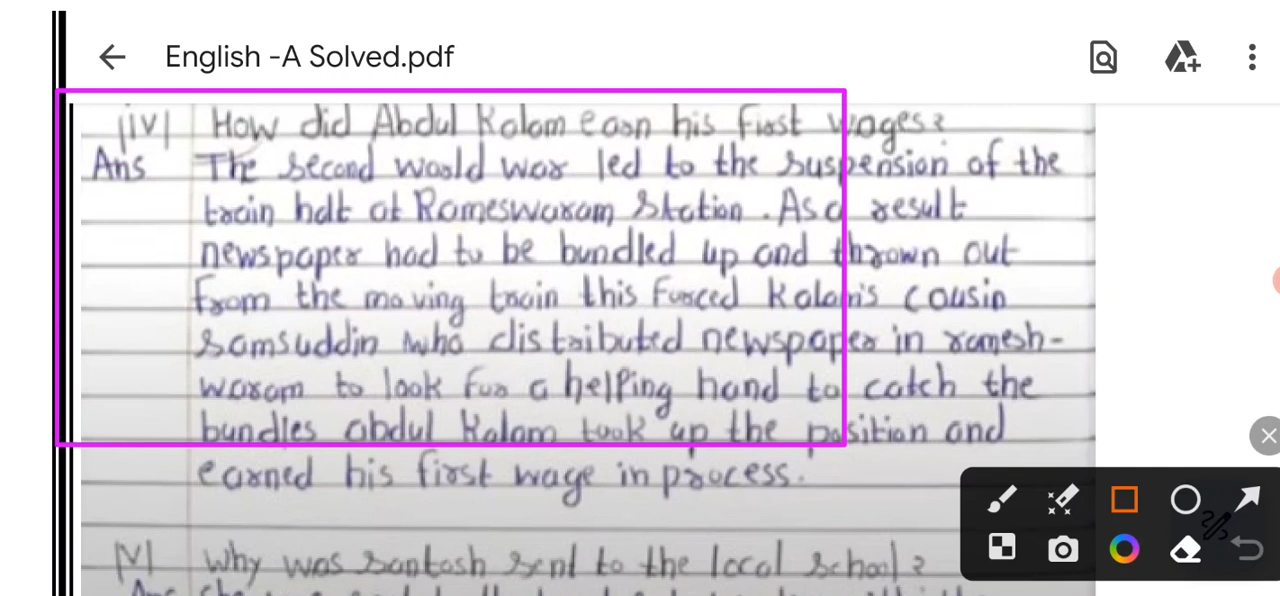 English -A Solved.pdf
|iv| How did Abdul Kalam earn his first wages?
Ans The second world war led to the suspension of the
train halt at Rameswaram Station. As a result
newspaper had to be bundled up and thrown out
from the moving train this forced Kalam's cousin
Samsuddin who distributed newspaper in ramesh-
waram to look for a helping hand to catch the
bundles abdul Kalam took up the position and
earned his first wage in process.
|V| Why was santosh sent to the local school?
Ans She